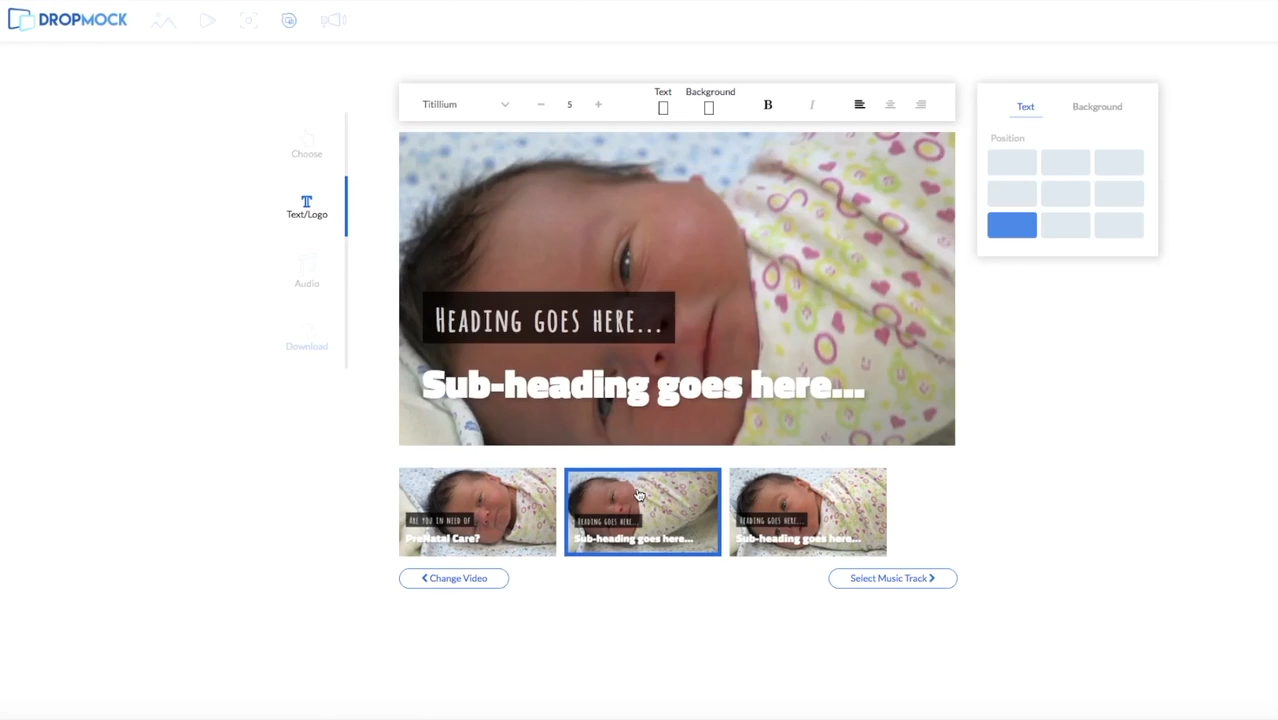 DROPMOCK
Titillium
5
Text
Background
B
I
Text
Background
Position
Choose
T
Text/Logo
Audio
Download
HEADING GOES HERE...
Sub-heading goes here...
ARE YOU IN NEED OF
PreNatal Care?
HEADING GOES HERE...
Sub-heading goes here...
HEADING GOES HERE...
Sub-heading goes here...
Change Video
Select Music Track